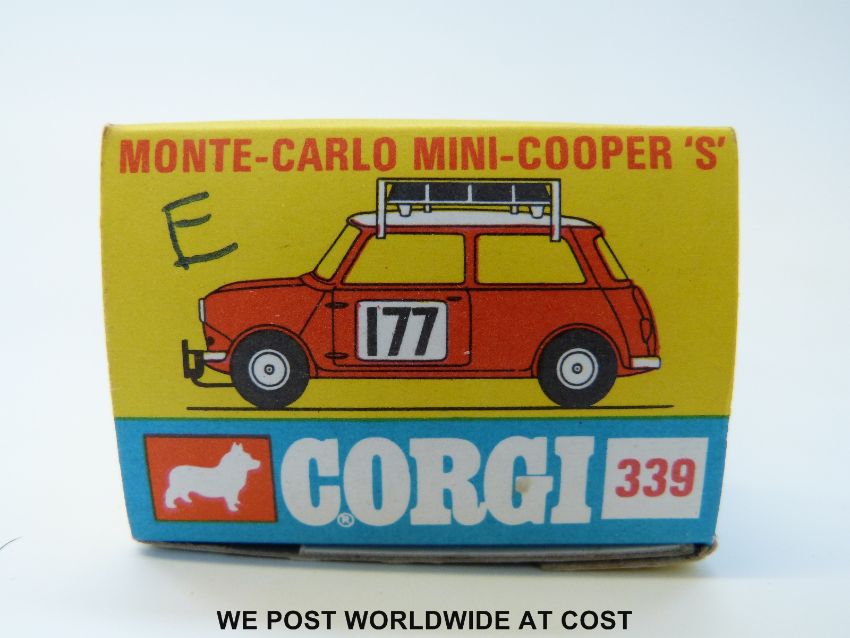 MONTE-CARLO MINI-COOPER 'S'
E
177
CORGI® 339
WE POST WORLDWIDE AT COST